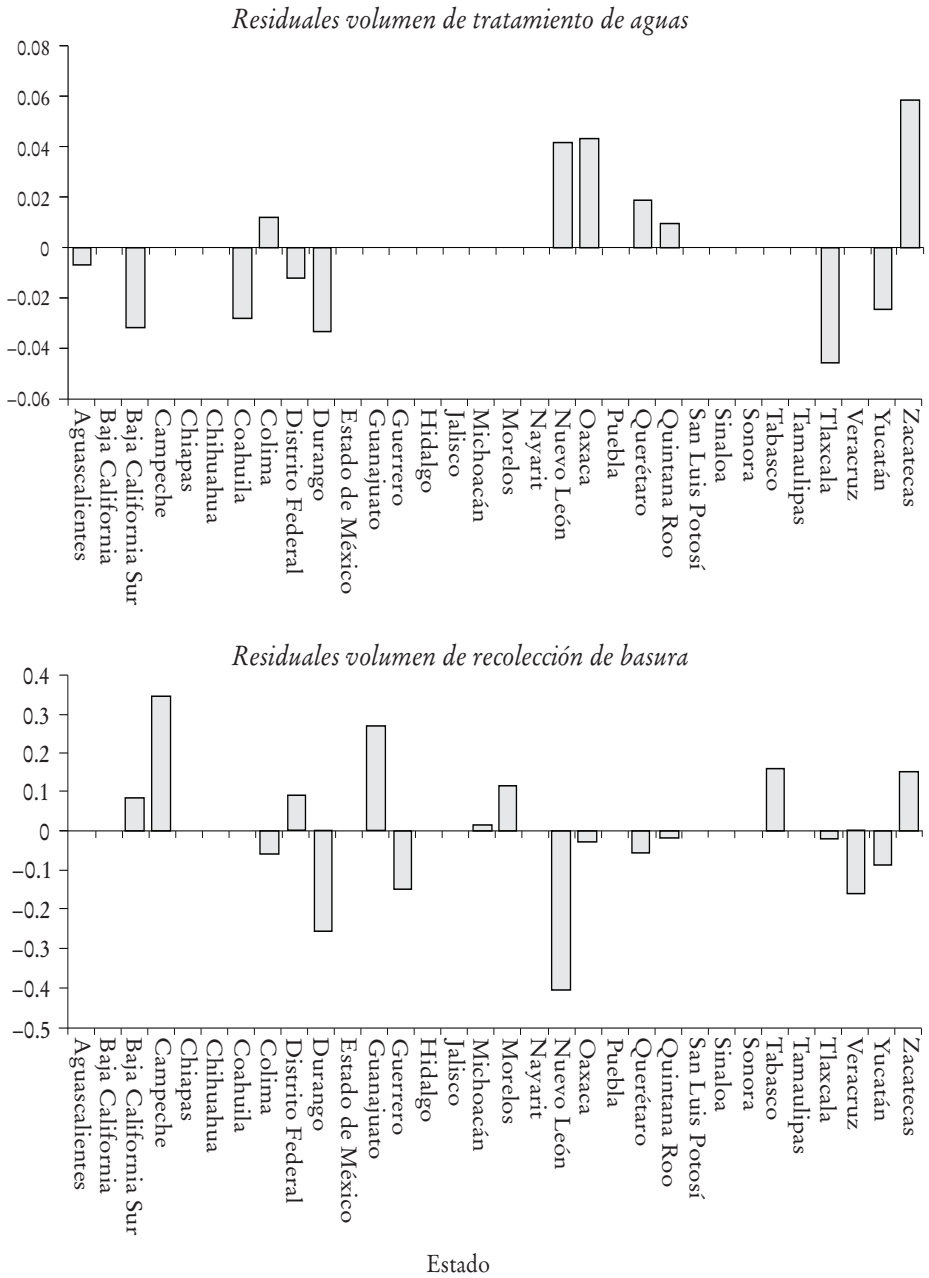 Residuales volumen de tratamiento de aguas
0.08
0.06
0.04
0.02
0
−0.02
−0.04
−0.06
Aguascalientes
Baja California
Baja California Sur
Campeche
Chiapas
Chihuahua
Coahuila
Colima
Distrito Federal
Durango
Estado de México
Guanajuato
Guerrero
Hidalgo
Jalisco
Michoacán
Morelos
Nayarit
Nuevo León
Oaxaca
Puebla
Querétaro
Quintana Roo
San Luis Potosí
Sinaloa
Sonora
Tabasco
Tamaulipas
Tlaxcala
Veracruz
Yucatán
Zacatecas
Residuales volumen de recolección de basura
0.4
0.3
0.2
0.1
0
−0.1
−0.2
−0.3
−0.4
−0.5
Aguascalientes
Baja California
Baja California Sur
Campeche
Chiapas
Chihuahua
Coahuila
Colima
Distrito Federal
Durango
Estado de México
Guanajuato
Guerrero
Hidalgo
Jalisco
Michoacán
Morelos
Nayarit
Nuevo León
Oaxaca
Puebla
Querétaro
Quintana Roo
San Luis Potosí
Sinaloa
Sonora
Tabasco
Tamaulipas
Tlaxcala
Veracruz
Yucatán
Zacatecas
Estado